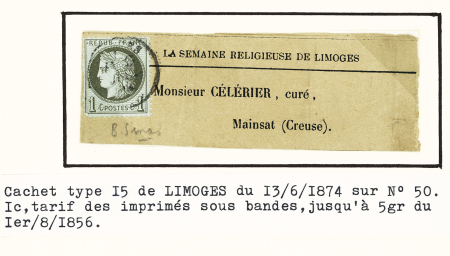 REPUB. FRANC.
LA SEMAINE RELIGIEUSE DE LIMOGES
1 C POSTES 1
Monsieur CÉLÉRIER, curé,
Mainsat (Creuse).
Cachet type I5 de LIMOGES du I3/6/I874 sur N° 50.
Ic,tarif des imprimés sous bandes,jusqu'à 5gr du
Ier/8/I856.